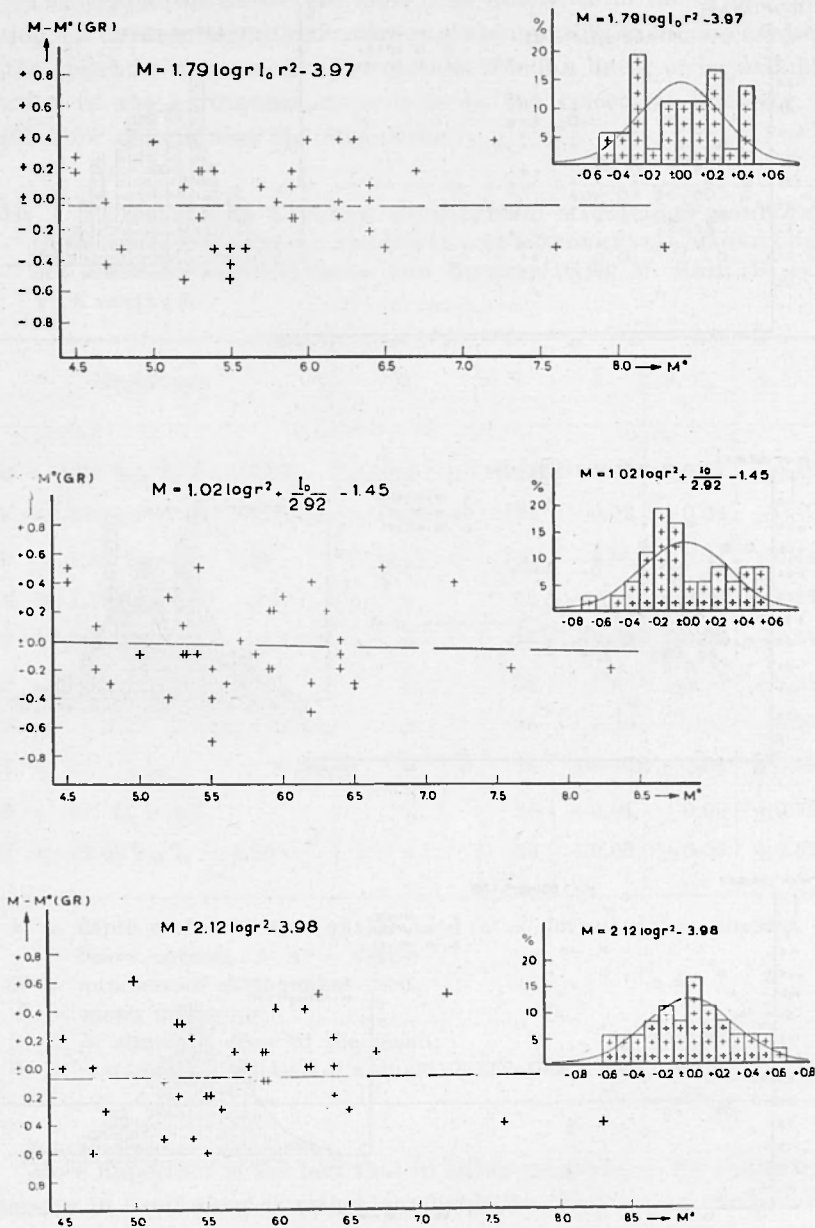 M–M* (GR)
M = 1.79 logr I₀ r² – 3.97
+ 0.8
+ 0.6
+ 0.4
+ 0.2
± 0.0
– 0.2
– 0.4
– 0.6
– 0.8
4.5 5.0 5.5 6.0 6.5 7.0 7.5 8.0 → M*
M = 1.79 log I₀ r² – 3.97
%
20
15
10
5
-0.6 -0.4 -0.2 ±0.0 +0.2 +0.4 +0.6
M* (GR)
M = 1.02 log r² + I₀/2.92 – 1.45
+0.8
+0.6
+0.4
+0.2
±0.0
-0.2
-0.4
-0.6
-0.8
4.5 5.0 5.5 6.0 6.5 7.0 7.5 8.0 8.5 → M*
M = 1.02 log r² + I₀/2.92 – 1.45
%
20
15
10
5
-0.8 -0.6 -0.4 -0.2 ±0.0 +0.2 +0.4 +0.6
M – M* (GR)
M = 2.12 log r² – 3.98
+0.8
+0.6
+0.4
+0.2
±0.0
0.2
0.4
-0.6
0.8
4.5 5.0 5.5 6.0 6.5 7.0 7.5 8.0 8.5 → M*
M = 2.12 log r² – 3.98
%
20
15
10
5
-0.8 -0.6 -0.4 -0.2 ±0.0 +0.2 +0.4 +0.6 +0.8